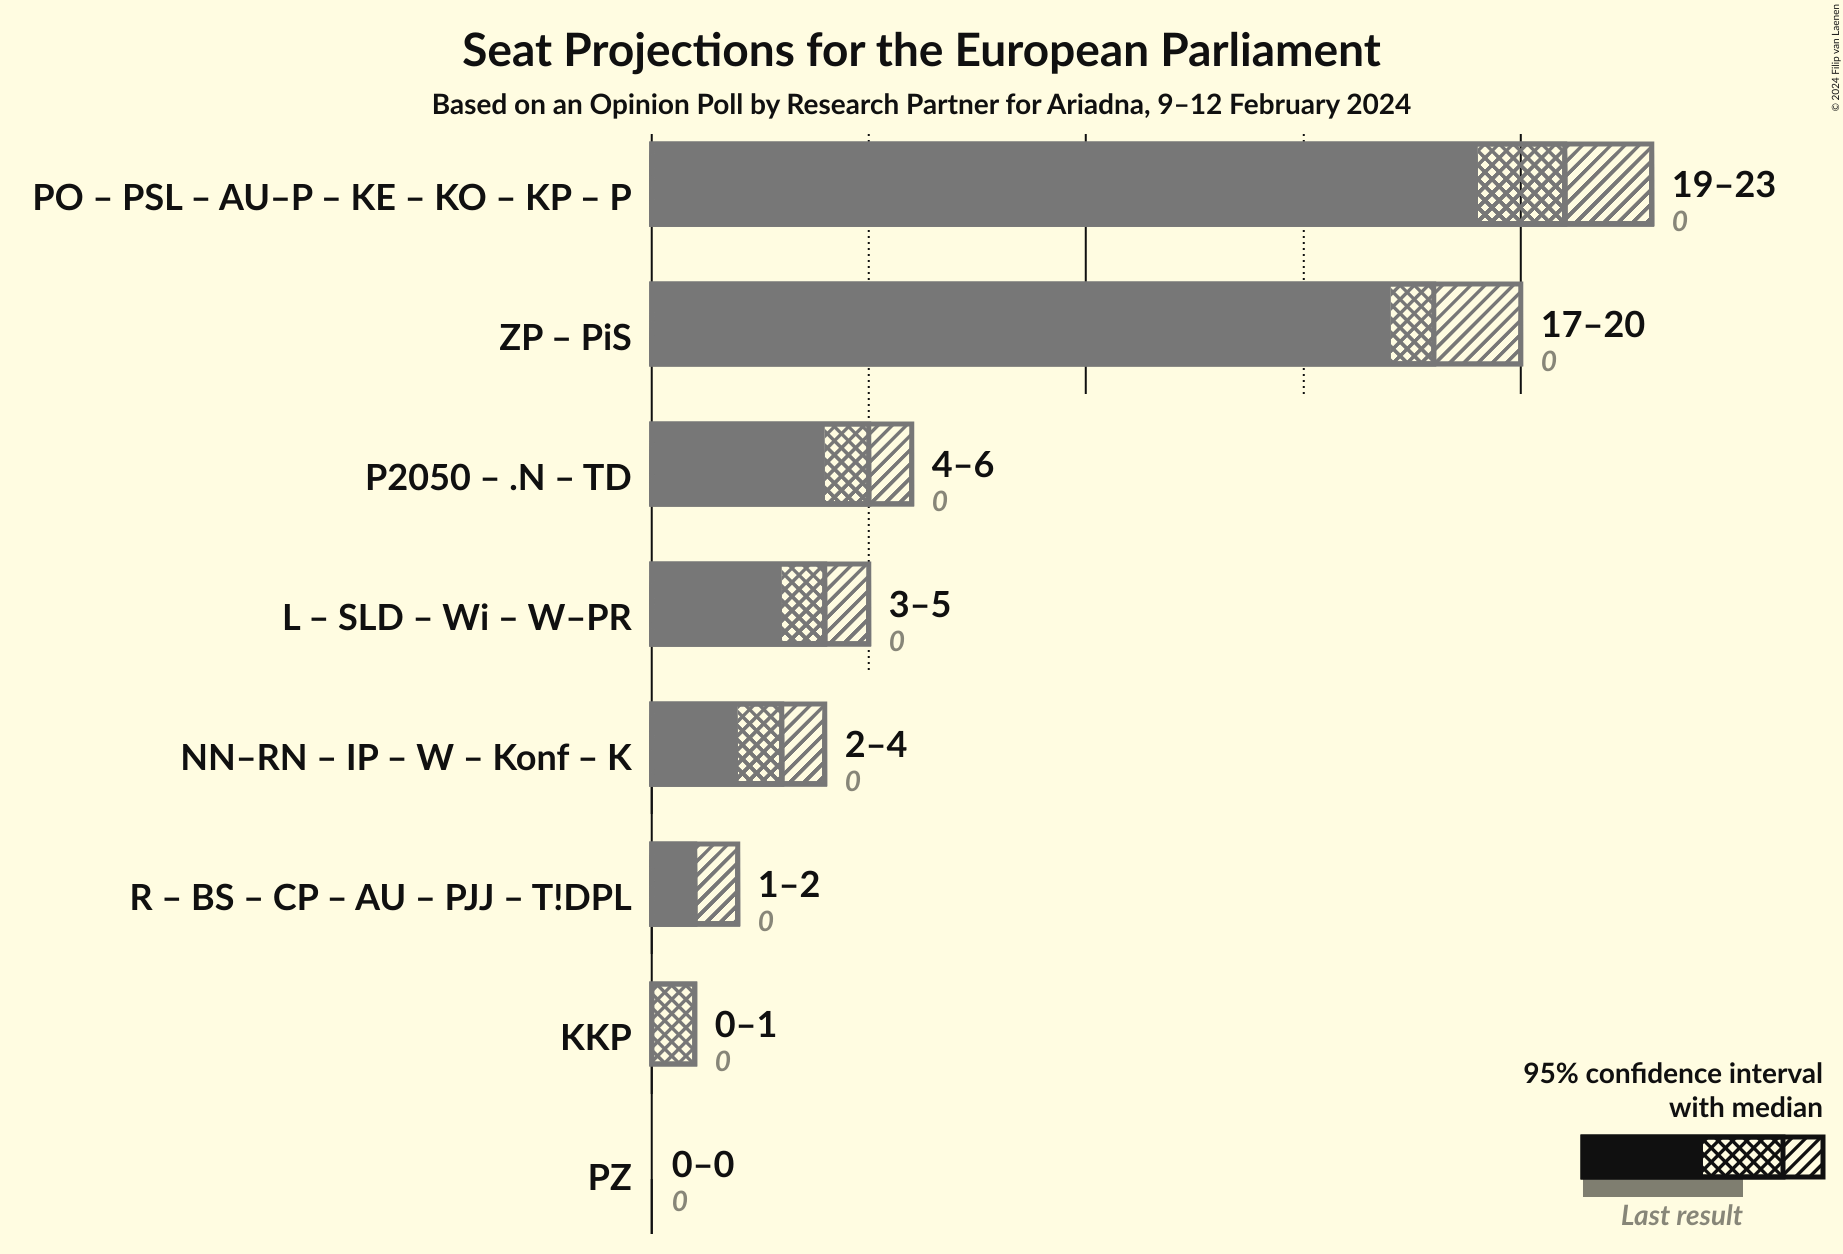 Seat Projections for the European Parliament
Based on an Opinion Poll by Research Partner for Ariadna, 9–12 February 2024
© 2024 Filip van Laenen
PO – PSL – AU–P – KE – KO – KP – P
19–23
0
ZP – PiS
17–20
0
P2050 – .N – TD
4–6
0
L – SLD – Wi – W–PR
3–5
0
NN–RN – IP – W – Konf – K
2–4
0
R – BS – CP – AU – PJJ – T!DPL
1–2
0
KKP
0–1
0
PZ
0–0
0
95% confidence interval
with median
Last result